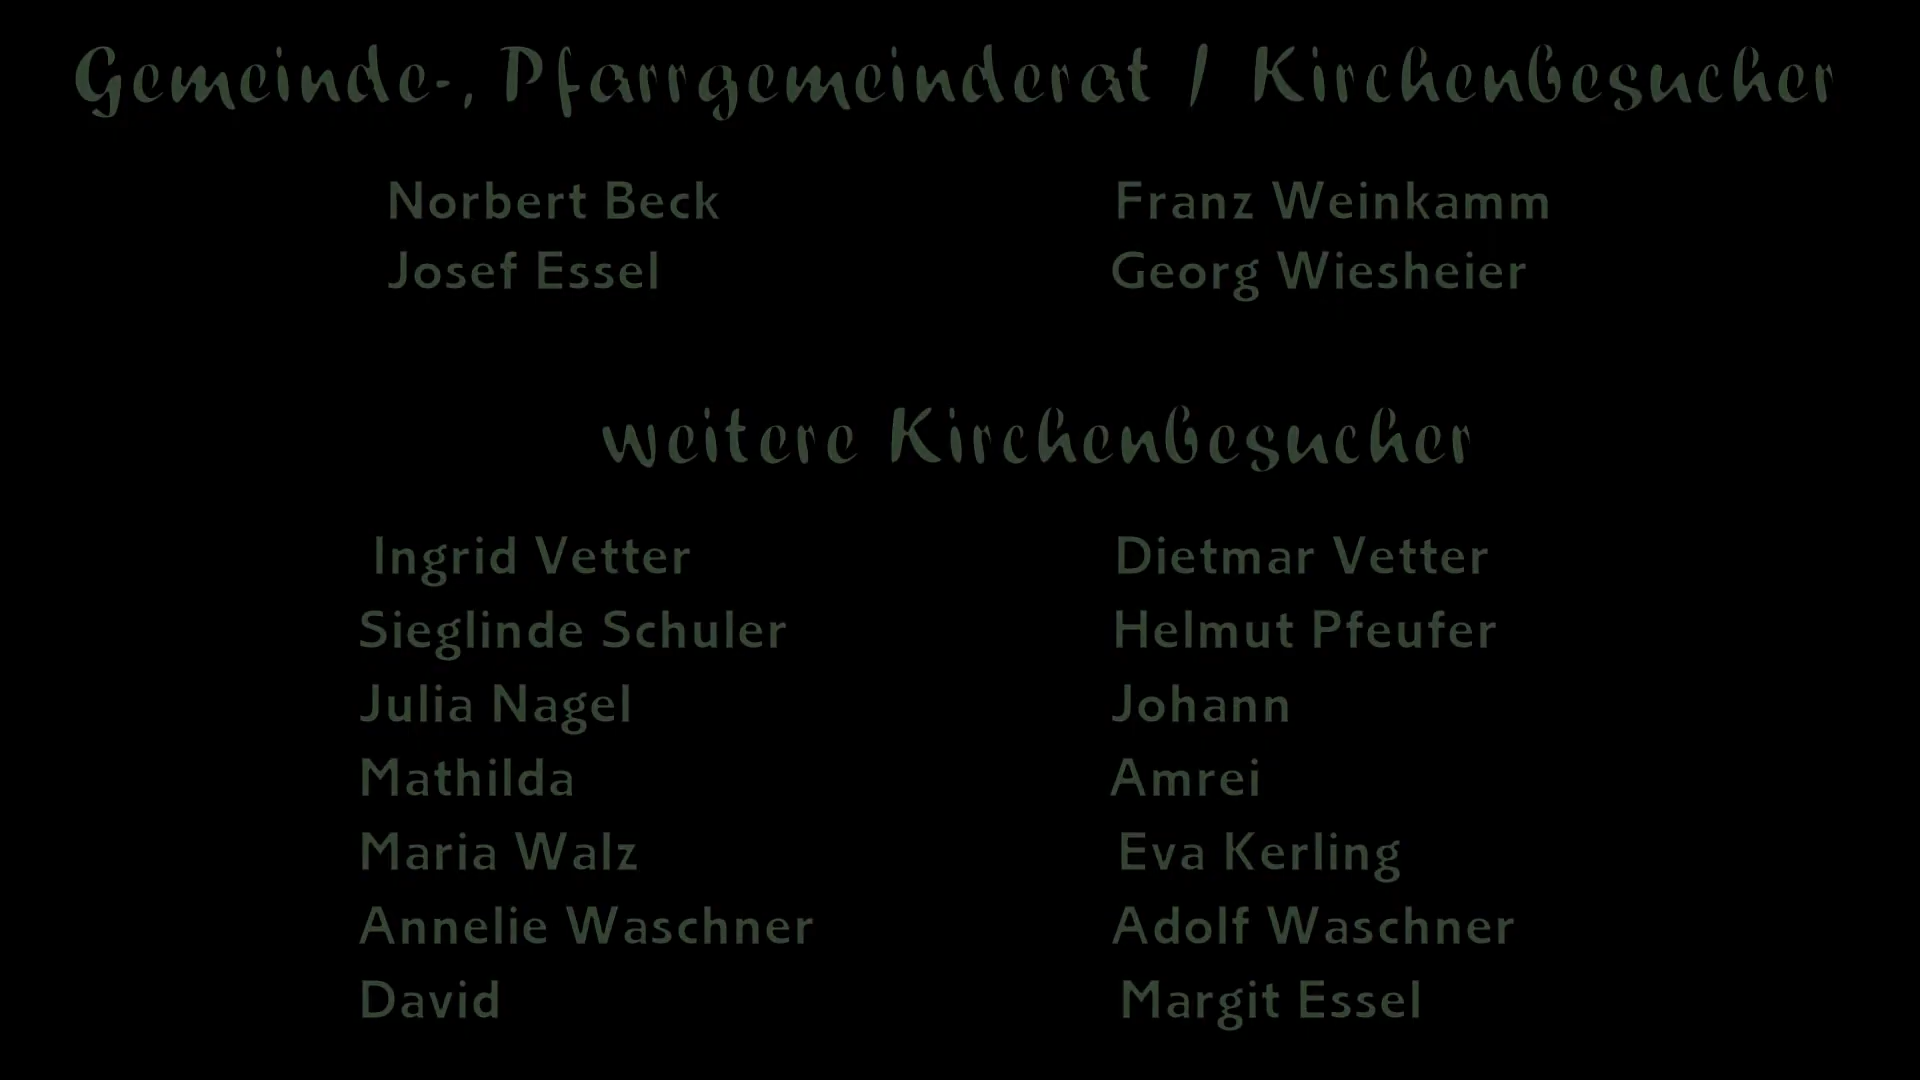 Gemeinde-, Pfarrgemeinderat / Kirchenbesucher
Norbert Beck Franz Weinkamm
Josef Essel Georg Wiesheier
weitere Kirchenbesucher
Ingrid Vetter Dietmar Vetter
Sieglinde Schuler Helmut Pfeufer
Julia Nagel Johann
Mathilda Amrei
Maria Walz Eva Kerling
Annelie Waschner Adolf Waschner
David Margit Essel